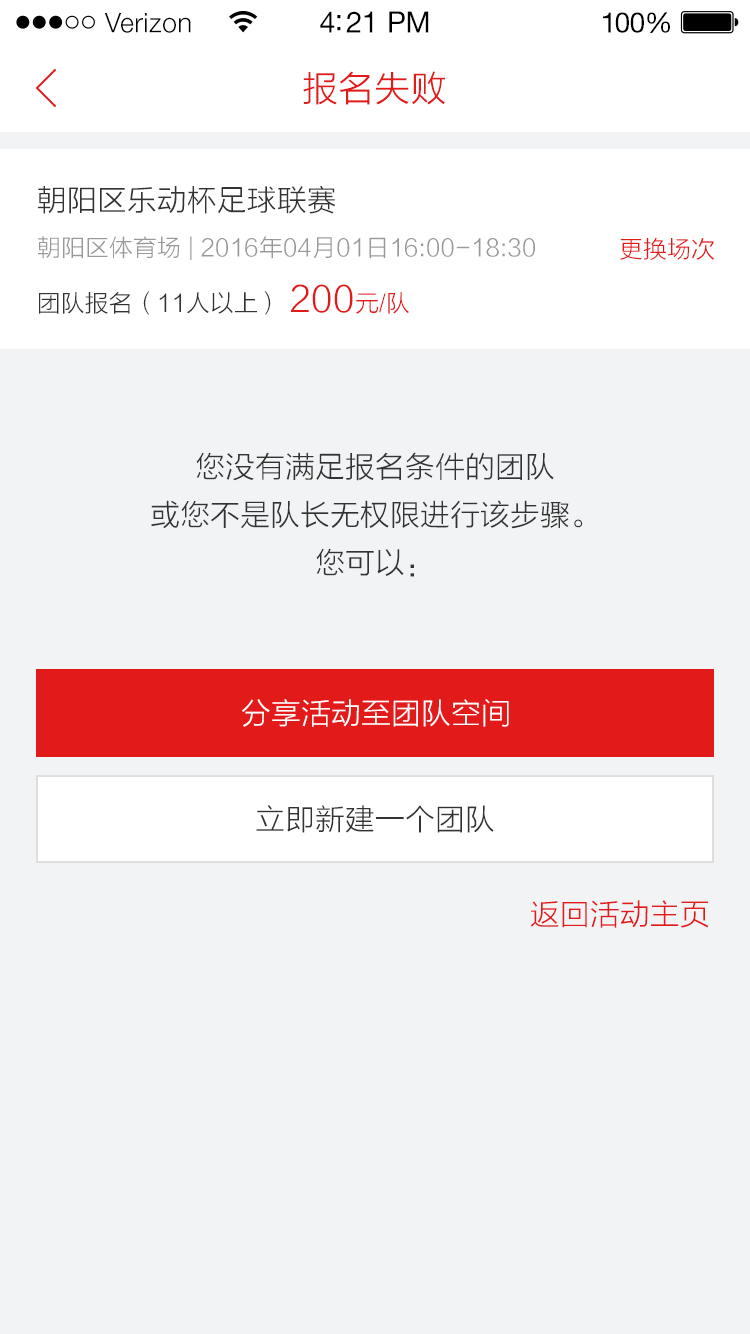 Verizon 4:21 PM 100%
报名失败
朝阳区乐动杯足球联赛
朝阳区体育场 | 2016年04月01日16:00-18:30 更换场次
团队报名（11人以上） 200元/队
您没有满足报名条件的团队
或您不是队长无权限进行该步骤。
您可以：
分享活动至团队空间
立即新建一个团队
返回活动主页